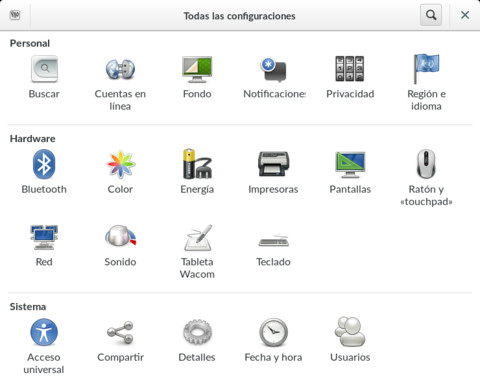 Todas las configuraciones
Personal
Buscar
Cuentas en
línea
Fondo
Notificaciones
Privacidad
Región e
idioma
Hardware
Bluetooth
Color
Energía
Impresoras
Pantallas
Ratón y
«touchpad»
Red
Sonido
Tableta
Wacom
Teclado
Sistema
Acceso
universal
Compartir
Detalles
Fecha y hora
Usuarios